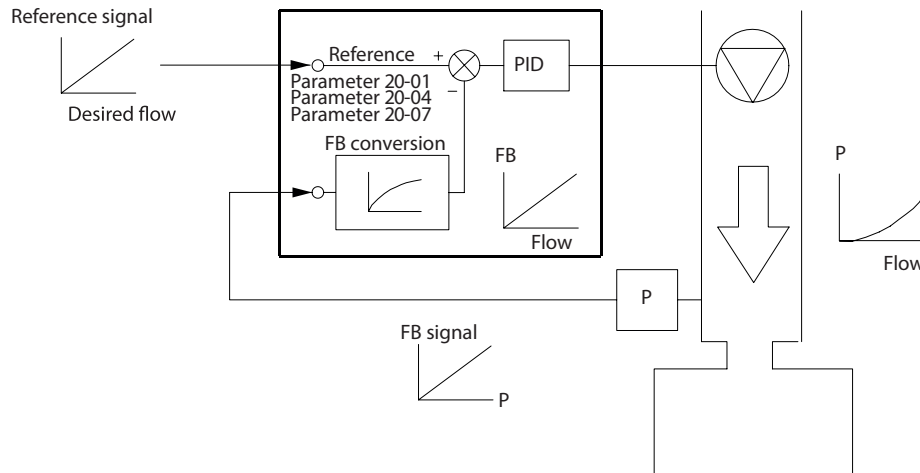 Reference signal
Desired flow
Reference
+
PID
Parameter 20-01
Parameter 20-04
Parameter 20-07
−
FB conversion
FB
Flow
P
Flow
P
FB signal
P